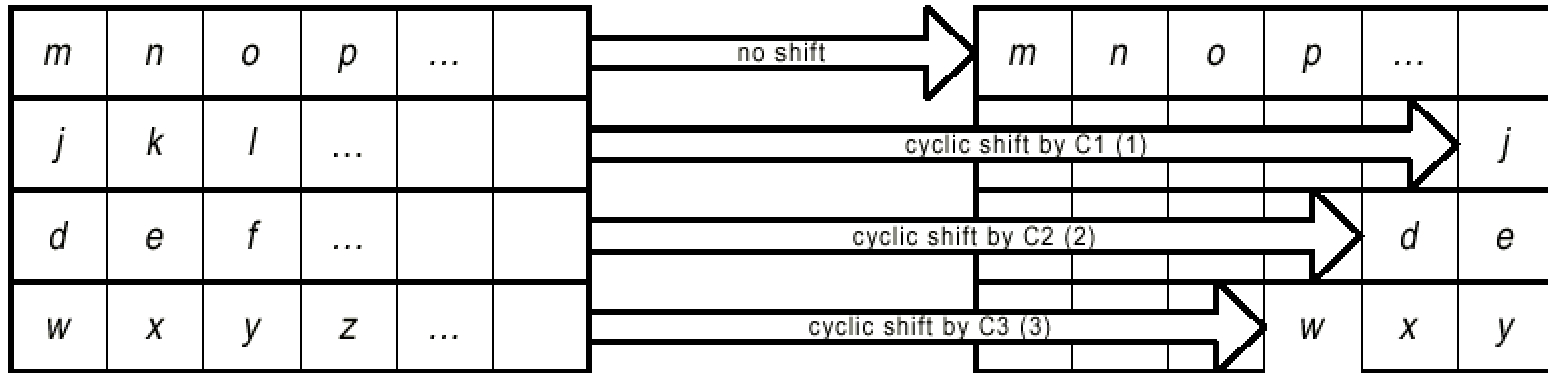 m n o p ... no shift m n o p ...
j k l ... cyclic shift by C1 (1) j
d e f ... cyclic shift by C2 (2) d e
w x y z ... cyclic shift by C3 (3) w x y